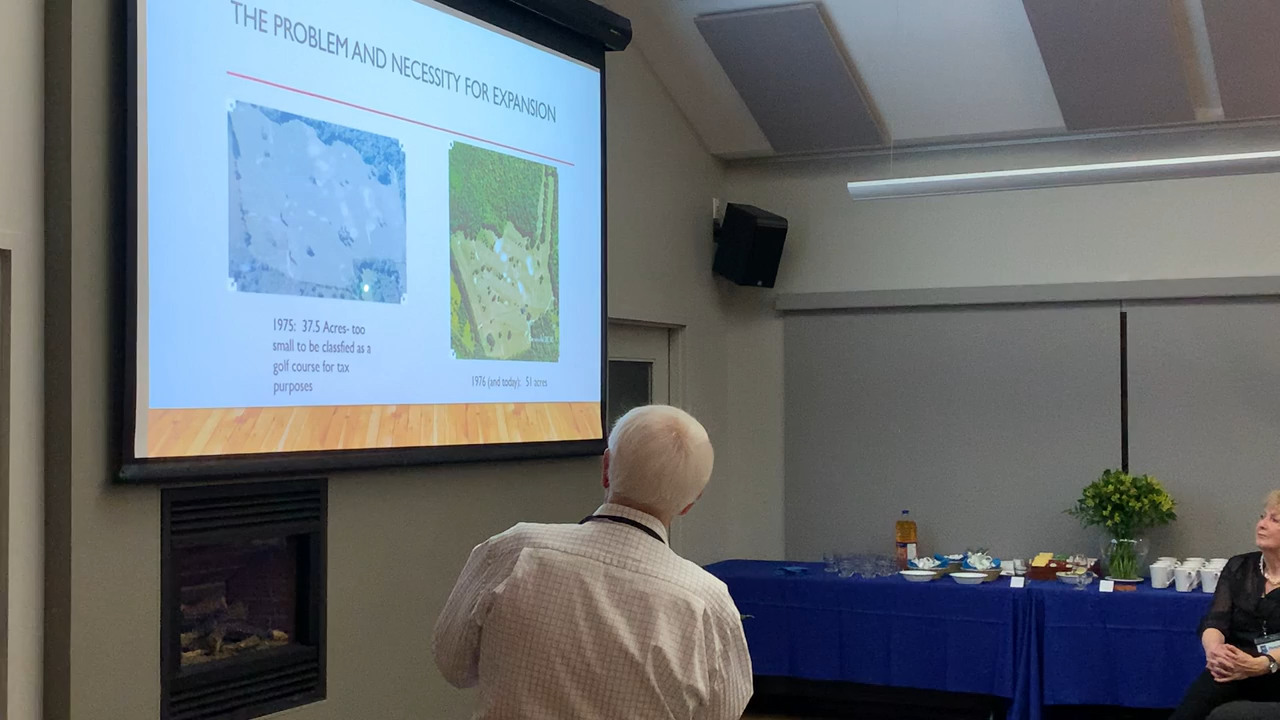 THE PROBLEM AND NECESSITY FOR EXPANSION
1975: 37.5 Acres- too
small to be classfied as a
golf course for tax
purposes
1976 (and today): 51 acres